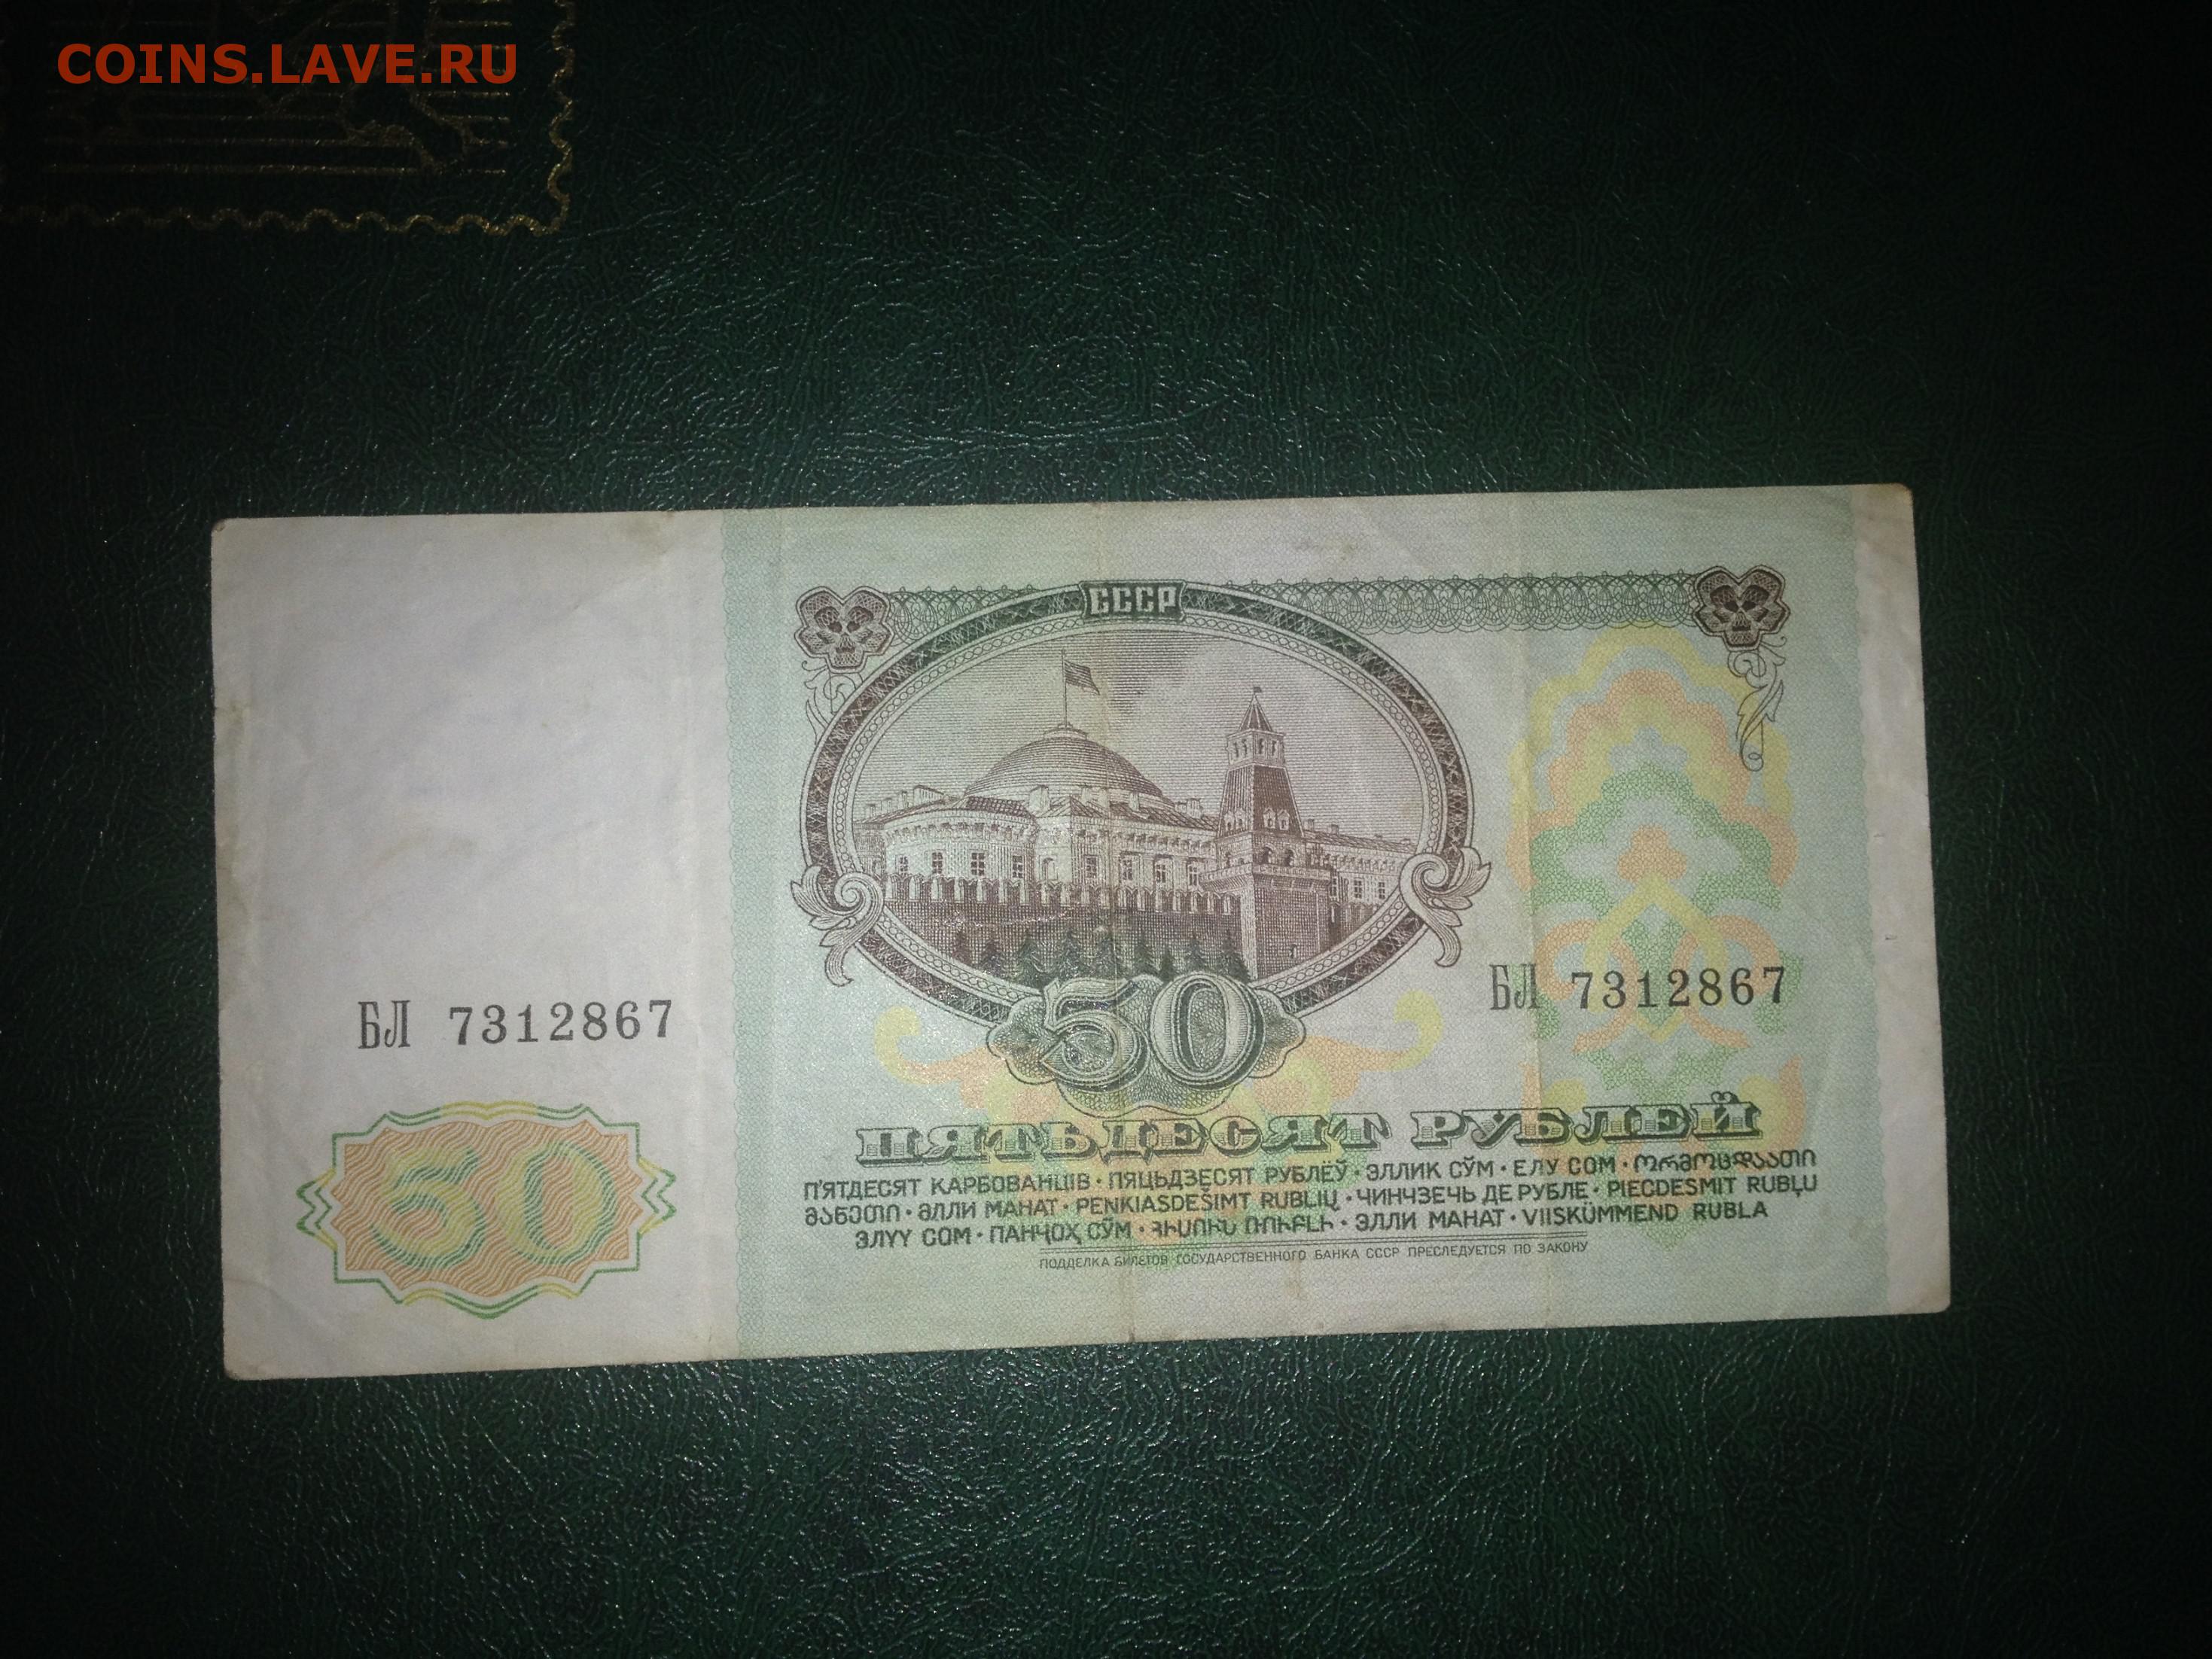 COINS.LAVE.RU
СССР
БЛ 7312867
БЛ 7312867
50
50
ПЯТЬДЕСЯТ РУБЛЕЙ
П'ЯТДЕСЯТ КАРБОВАНЦІВ · ПЯЦЬДЗЕСЯТ РУБЛЁЎ · ЭЛЛИК СЎМ · ЕЛУ СОМ · ᲝᲠᲛᲝᲪᲓᲐᲐᲗᲘ
ᲛᲐᲜᲔᲗᲘ · ӘЛЛИ МАНАТ · PENKIASDEŠIMT RUBLIŲ · ЧИНЧЗЕЧЬ ДЕ РУБЛЕ · PIECDESMIT RUBĻU
ЭЛҮҮ СОМ · ПАНҶОҲ СЎМ · ՀԻՍՈՒՆ ՌՈՒԲԼԻ · ЭЛЛИ МАНАТ · VIISKÜMMEND RUBLA
ПОДДЕЛКА БИЛЕТОВ ГОСУДАРСТВЕННОГО БАНКА СССР ПРЕСЛЕДУЕТСЯ ПО ЗАКОНУ